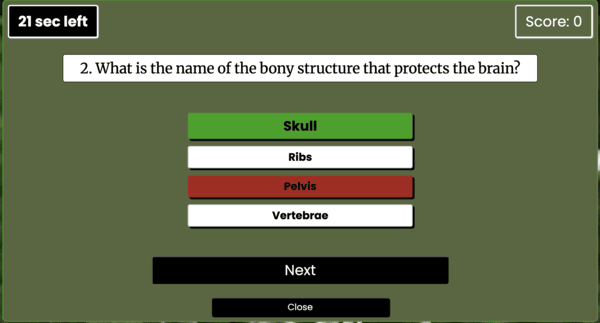 21 sec left
Score: 0
2. What is the name of the bony structure that protects the brain?
Skull
Ribs
Pelvis
Vertebrae
Next
Close